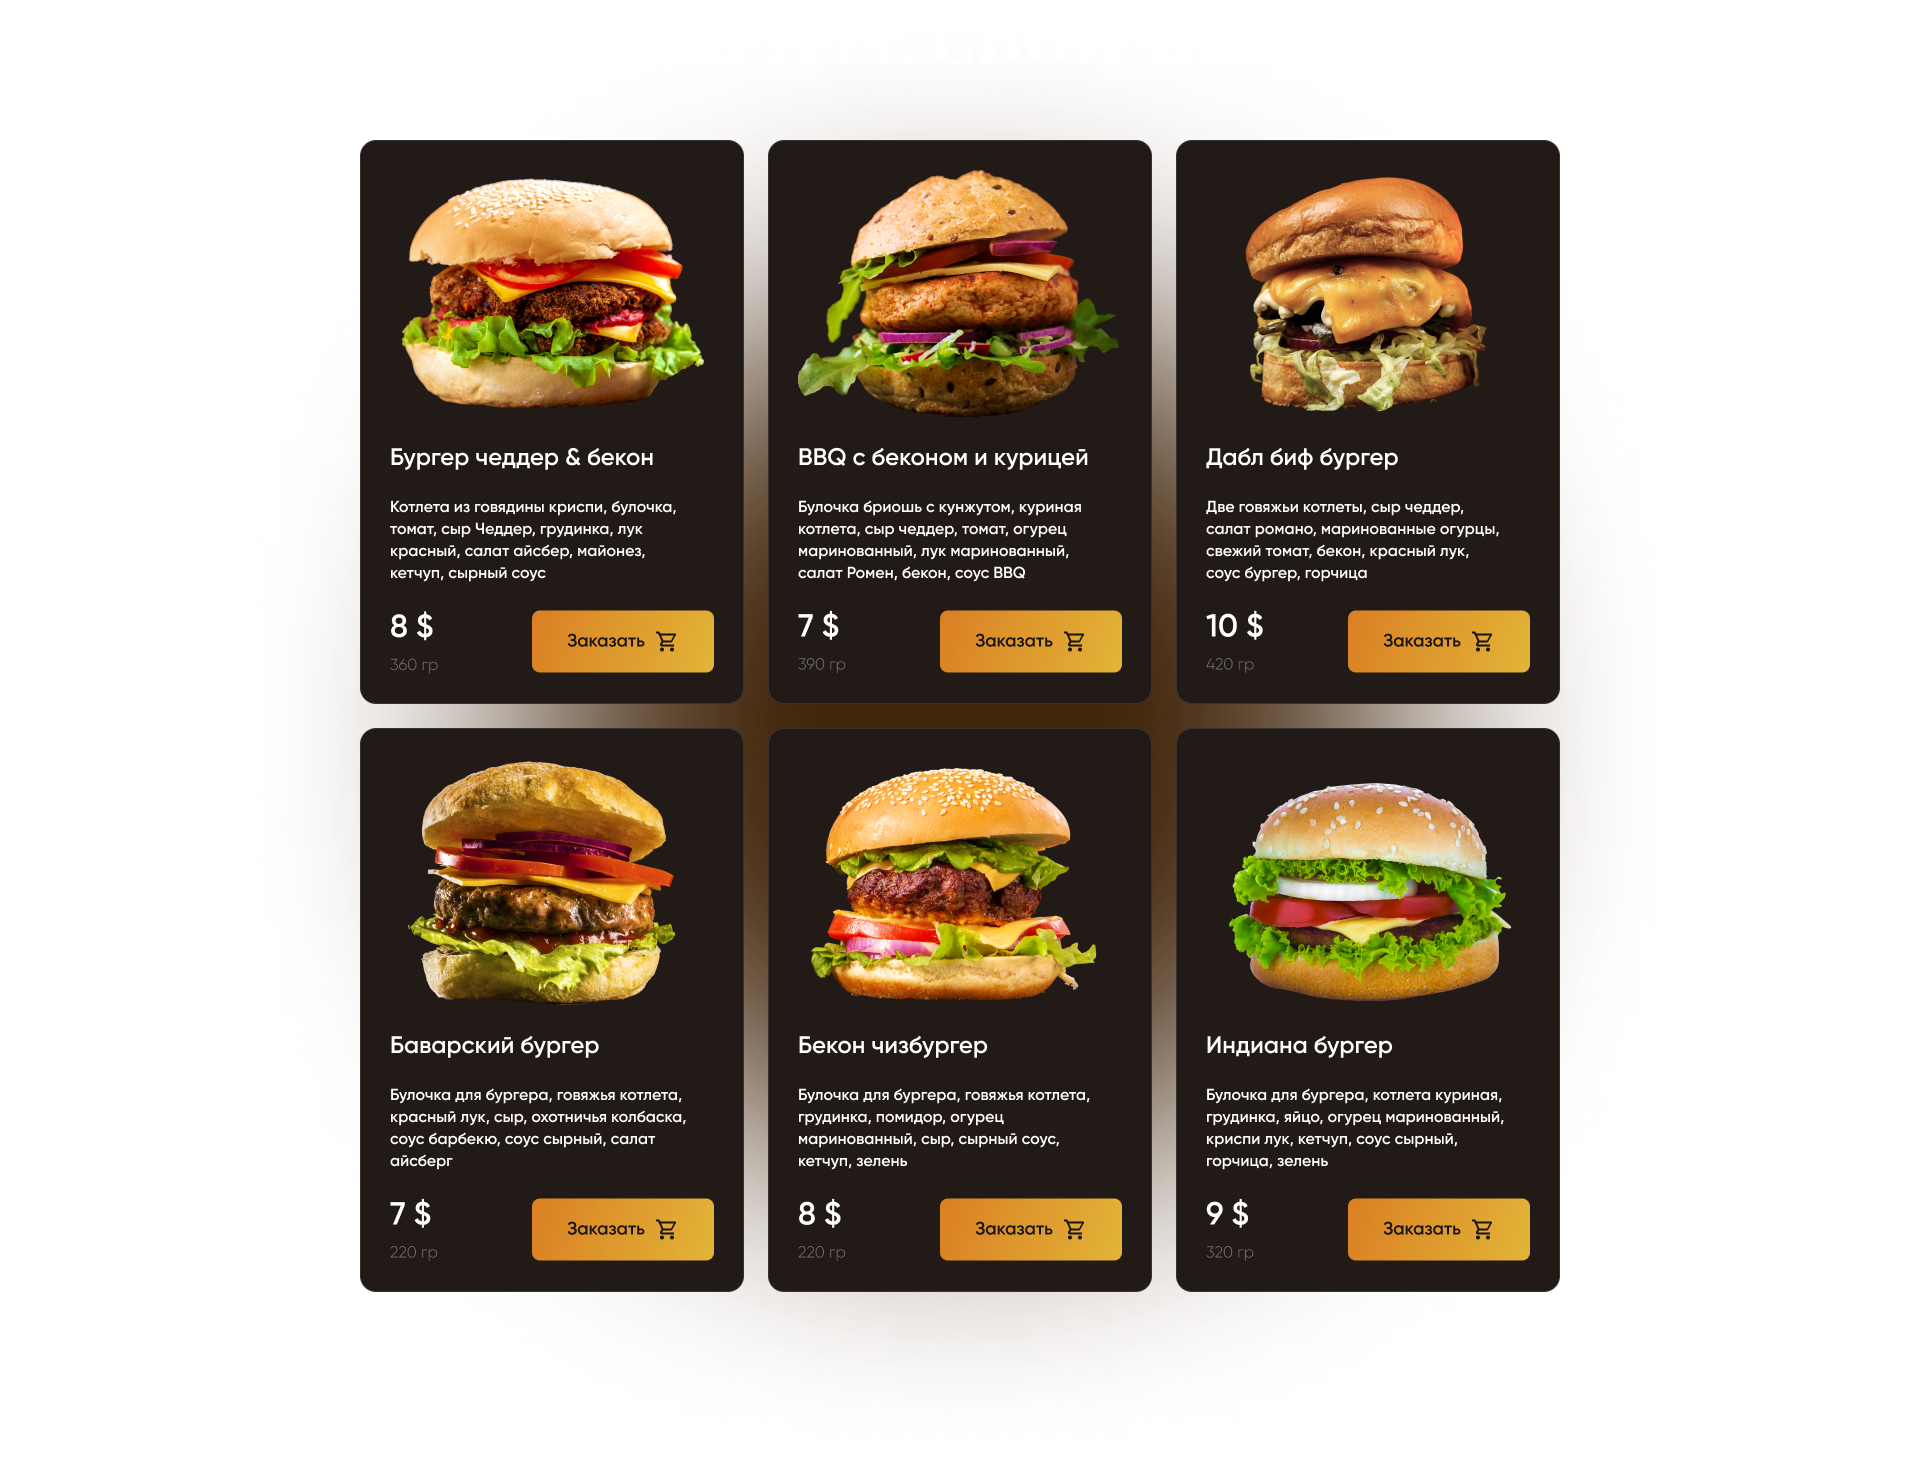 Бургер чеддер & бекон
Котлета из говядины криспи, булочка,
томат, сыр Чеддер, грудинка, лук
красный, салат айсбер, майонез,
кетчуп, сырный соус
8 $
360 гр
Заказать
BBQ с беконом и курицей
Булочка бриошь с кунжутом, куриная
котлета, сыр чеддер, томат, огурец
маринованный, лук маринованный,
салат Ромен, бекон, соус BBQ
7 $
390 гр
Заказать
Дабл биф бургер
Две говяжьи котлеты, сыр чеддер,
салат романо, маринованные огурцы,
свежий томат, бекон, красный лук,
соус бургер, горчица
10 $
420 гр
Заказать
Баварский бургер
Булочка для бургера, говяжья котлета,
красный лук, сыр, охотничья колбаска,
соус барбекю, соус сырный, салат
айсберг
7 $
220 гр
Заказать
Бекон чизбургер
Булочка для бургера, говяжья котлета,
грудинка, помидор, огурец
маринованный, сыр, сырный соус,
кетчуп, зелень
8 $
220 гр
Заказать
Индиана бургер
Булочка для бургера, котлета куриная,
грудинка, яйцо, огурец маринованный,
криспи лук, кетчуп, соус сырный,
горчица, зелень
9 $
320 гр
Заказать